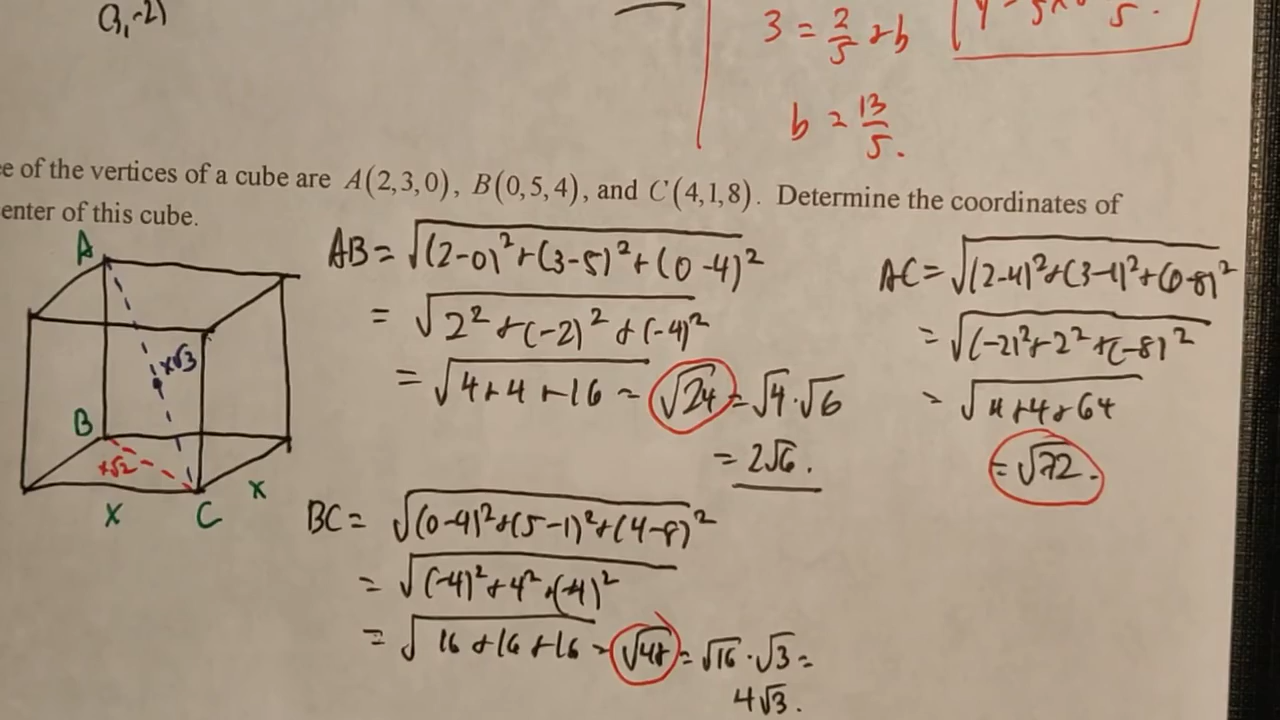 3 = 2/5 + b
b = 13/5.
e of the vertices of a cube are A(2,3,0), B(0,5,4), and C(4,1,8). Determine the coordinates of
enter of this cube.
A
B
C
x
x
x√3
x√2
AB = √(2-0)²+(3-5)²+(0-4)²
= √2²+(-2)²+(-4)²
= √4+4+16 = √24 = √4·√6
= 2√6.
BC = √(0-4)²+(5-1)²+(4-8)²
= √(-4)²+4²+(-4)²
= √16+16+16 = √48 = √16·√3 =
4√3.
AC = √(2-4)²+(3-1)²+(0-8)²
= √(-2)²+2²+(-8)²
= √4+4+64
= √72.